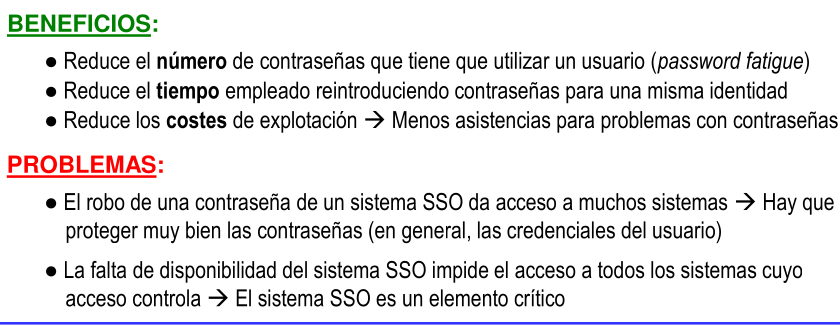 BENEFICIOS:
● Reduce el número de contraseñas que tiene que utilizar un usuario (password fatigue)
● Reduce el tiempo empleado reintroduciendo contraseñas para una misma identidad
● Reduce los costes de explotación → Menos asistencias para problemas con contraseñas
PROBLEMAS:
● El robo de una contraseña de un sistema SSO da acceso a muchos sistemas → Hay que
proteger muy bien las contraseñas (en general, las credenciales del usuario)
● La falta de disponibilidad del sistema SSO impide el acceso a todos los sistemas cuyo
acceso controla → El sistema SSO es un elemento crítico